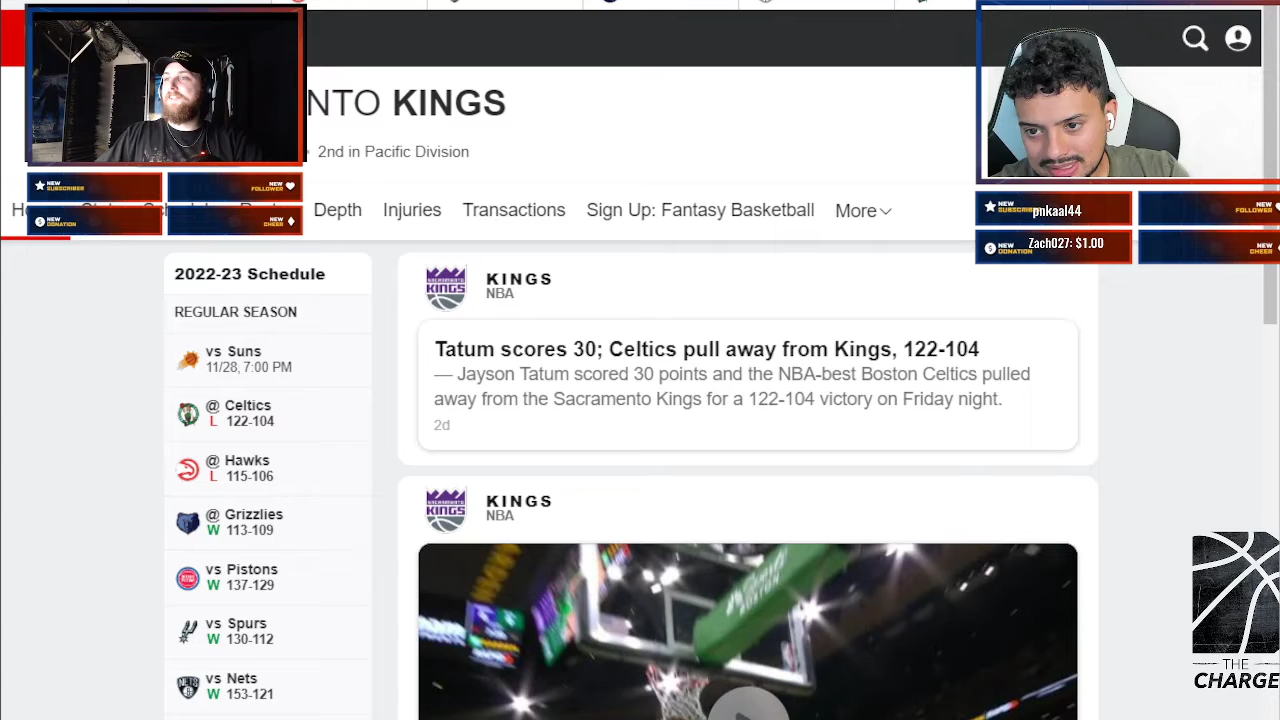 NTO KINGS
2nd in Pacific Division
NEW SUBSCRIBER
NEW FOLLOWER
NEW DONATION
NEW CHEER
NEW SUBSCRIBER
pnkaal44
NEW FOLLOWER
NEW DONATION
Zach027: $1.00
NEW CHEER
Depth Injuries Transactions Sign Up: Fantasy Basketball More
2022-23 Schedule
REGULAR SEASON
vs Suns
11/28, 7:00 PM
@ Celtics
L 122-104
@ Hawks
L 115-106
@ Grizzlies
W 113-109
vs Pistons
W 137-129
vs Spurs
W 130-112
vs Nets
W 153-121
SACRAMENTO KINGS
KINGS
NBA
Tatum scores 30; Celtics pull away from Kings, 122-104
— Jayson Tatum scored 30 points and the NBA-best Boston Celtics pulled
away from the Sacramento Kings for a 122-104 victory on Friday night.
2d
SACRAMENTO KINGS
KINGS
NBA
THE
CHARGE